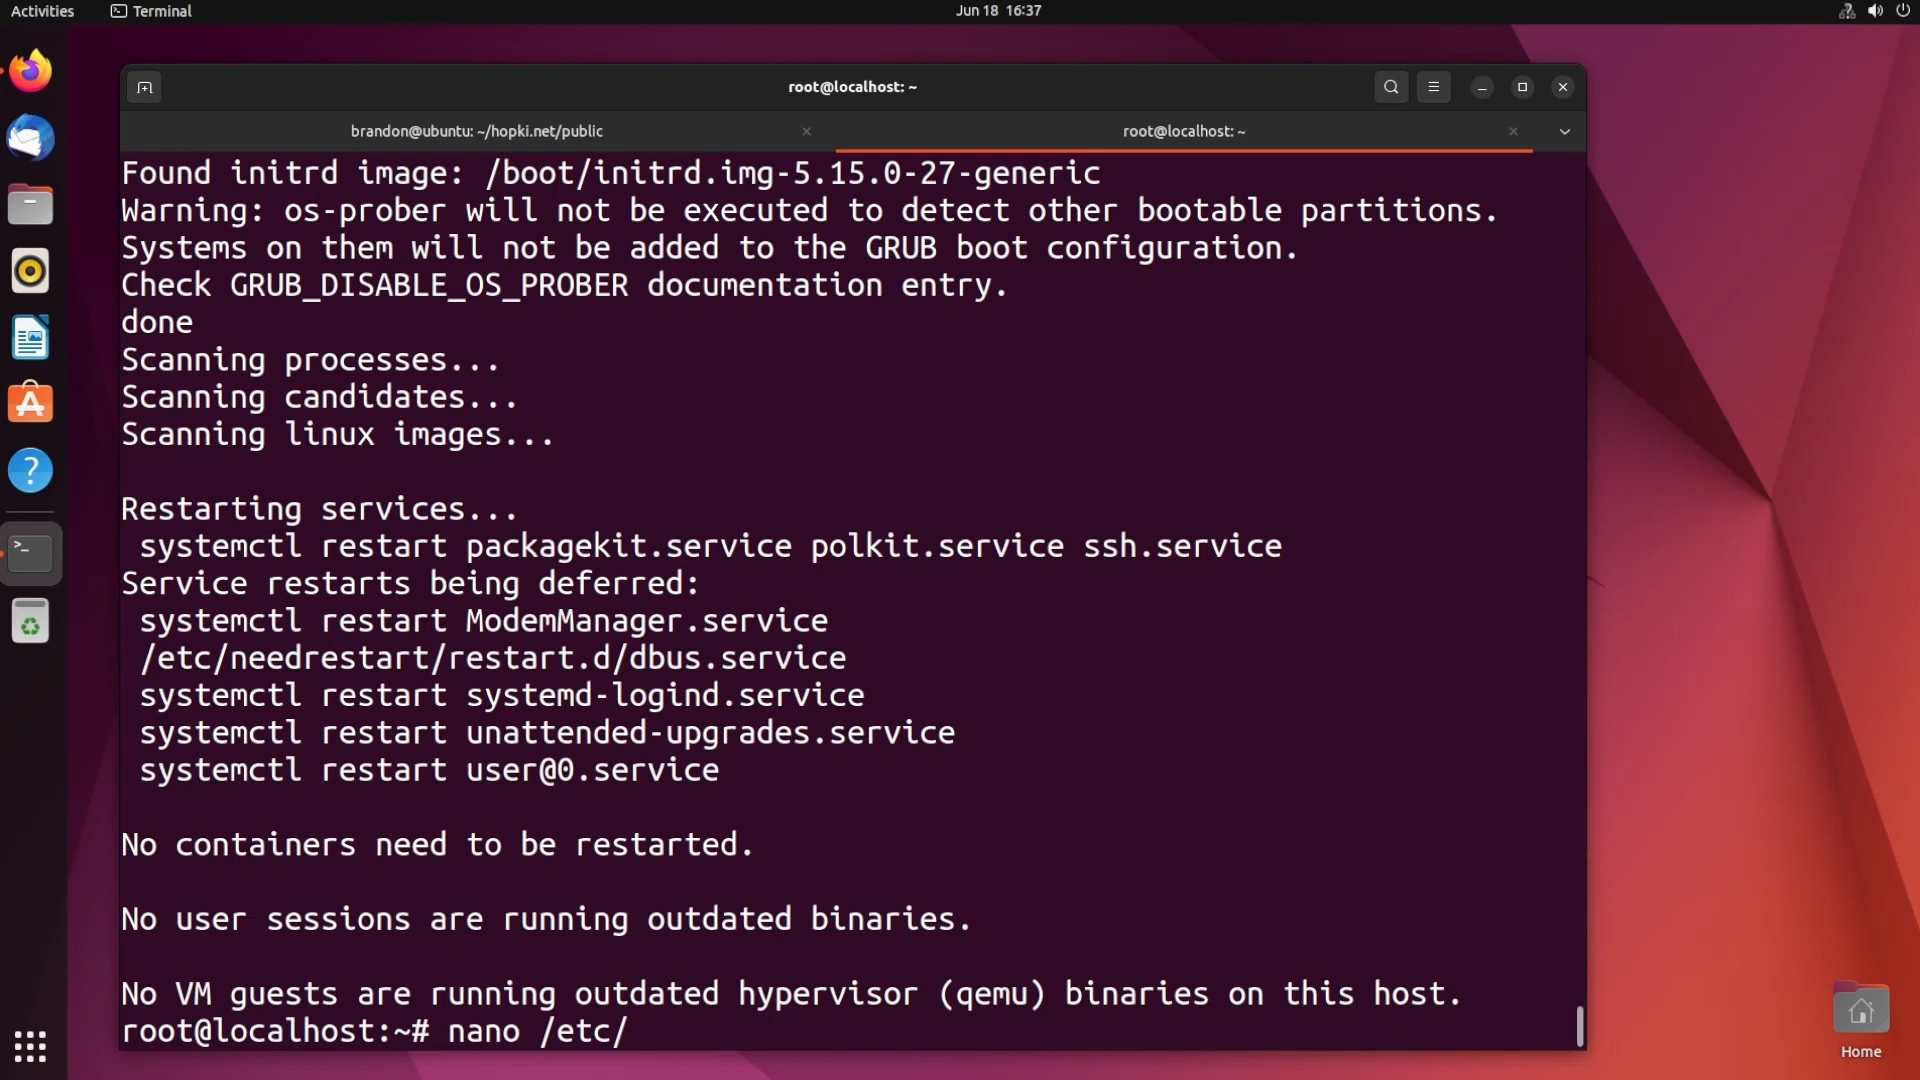 Activities
Terminal
Jun 18 16:37
root@localhost: ~
brandon@ubuntu: ~/hopki.net/public
root@localhost: ~
Found initrd image: /boot/initrd.img-5.15.0-27-generic
Warning: os-prober will not be executed to detect other bootable partitions.
Systems on them will not be added to the GRUB boot configuration.
Check GRUB_DISABLE_OS_PROBER documentation entry.
done
Scanning processes...
Scanning candidates...
Scanning linux images...
Restarting services...
systemctl restart packagekit.service polkit.service ssh.service
Service restarts being deferred:
systemctl restart ModemManager.service
/etc/needrestart/restart.d/dbus.service
systemctl restart systemd-logind.service
systemctl restart unattended-upgrades.service
systemctl restart user@0.service
No containers need to be restarted.
No user sessions are running outdated binaries.
No VM guests are running outdated hypervisor (qemu) binaries on this host.
root@localhost:~# nano /etc/
Home